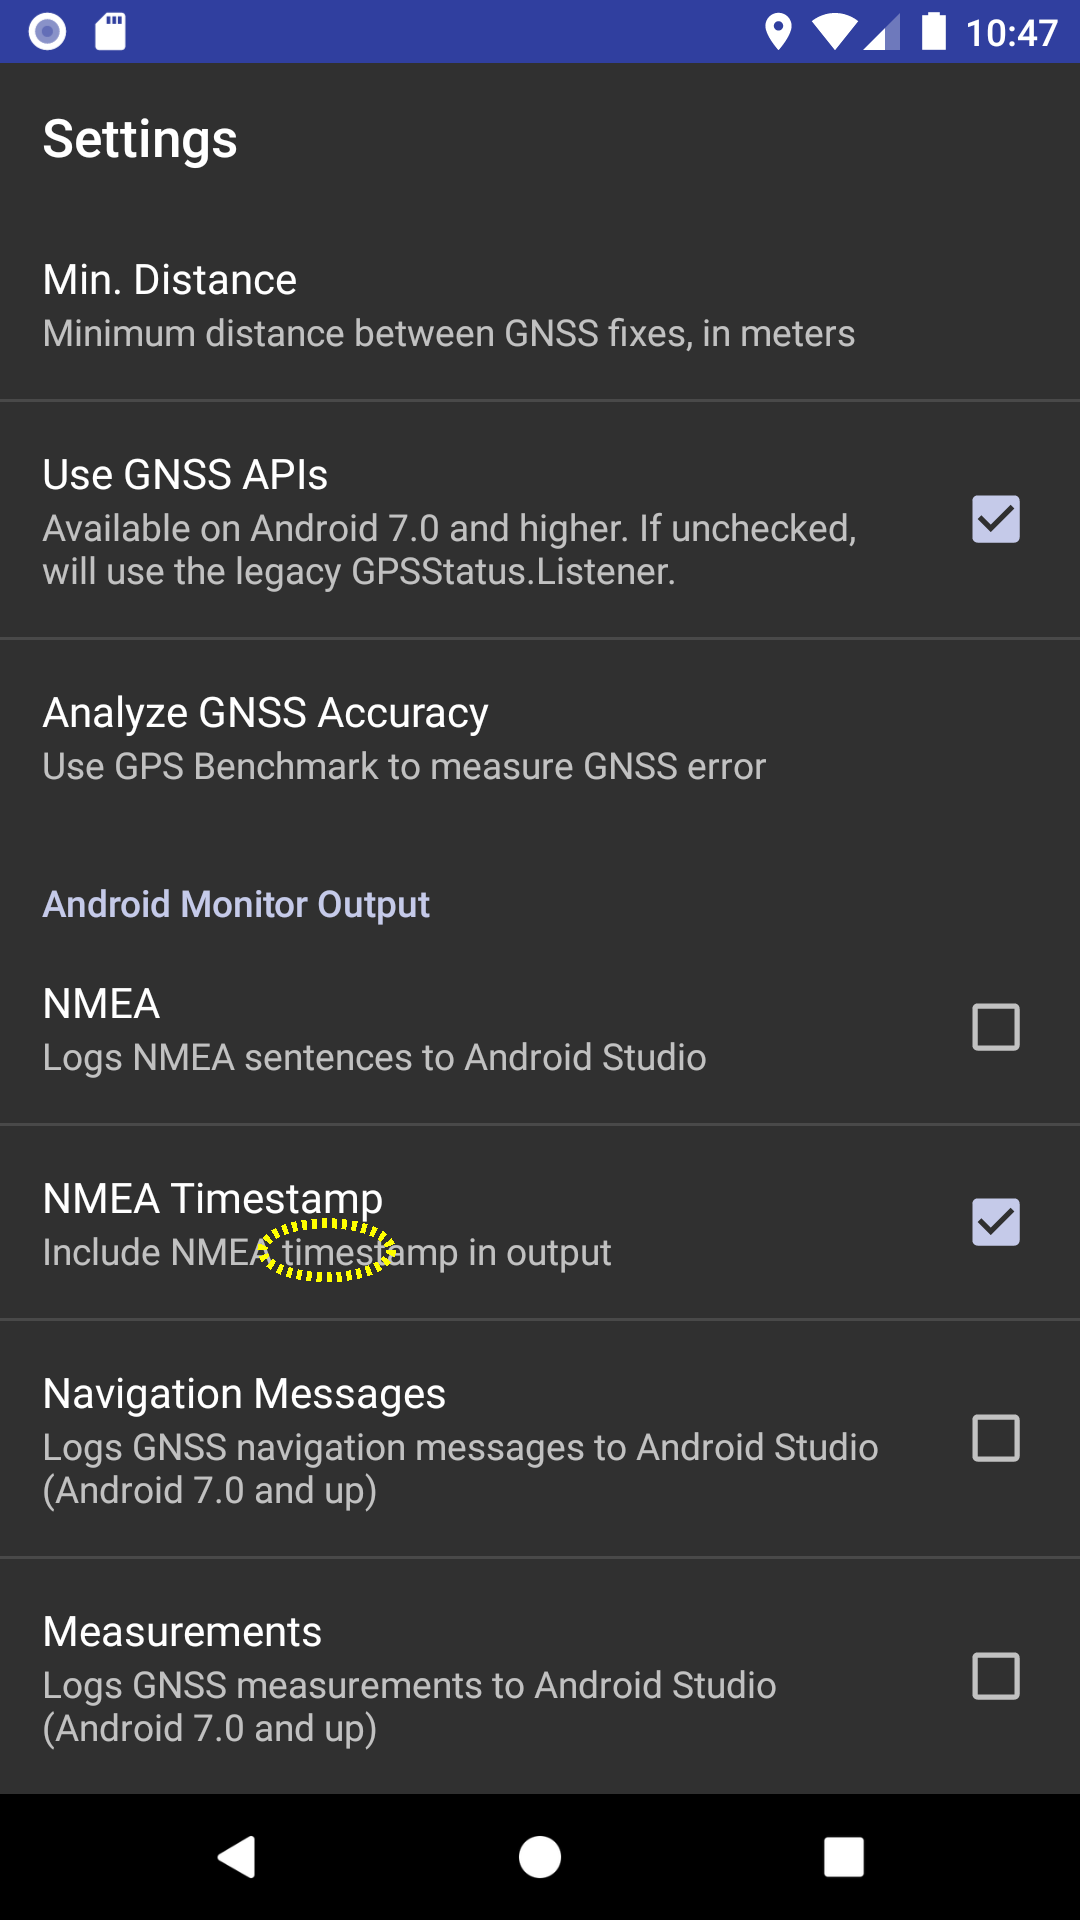 10:47
Settings
Min. Distance
Minimum distance between GNSS fixes, in meters
Use GNSS APIs
Available on Android 7.0 and higher. If unchecked,
will use the legacy GPSStatus.Listener.
Analyze GNSS Accuracy
Use GPS Benchmark to measure GNSS error
Android Monitor Output
NMEA
Logs NMEA sentences to Android Studio
NMEA Timestamp
Include NMEA timestamp in output
Navigation Messages
Logs GNSS navigation messages to Android Studio
(Android 7.0 and up)
Measurements
Logs GNSS measurements to Android Studio
(Android 7.0 and up)